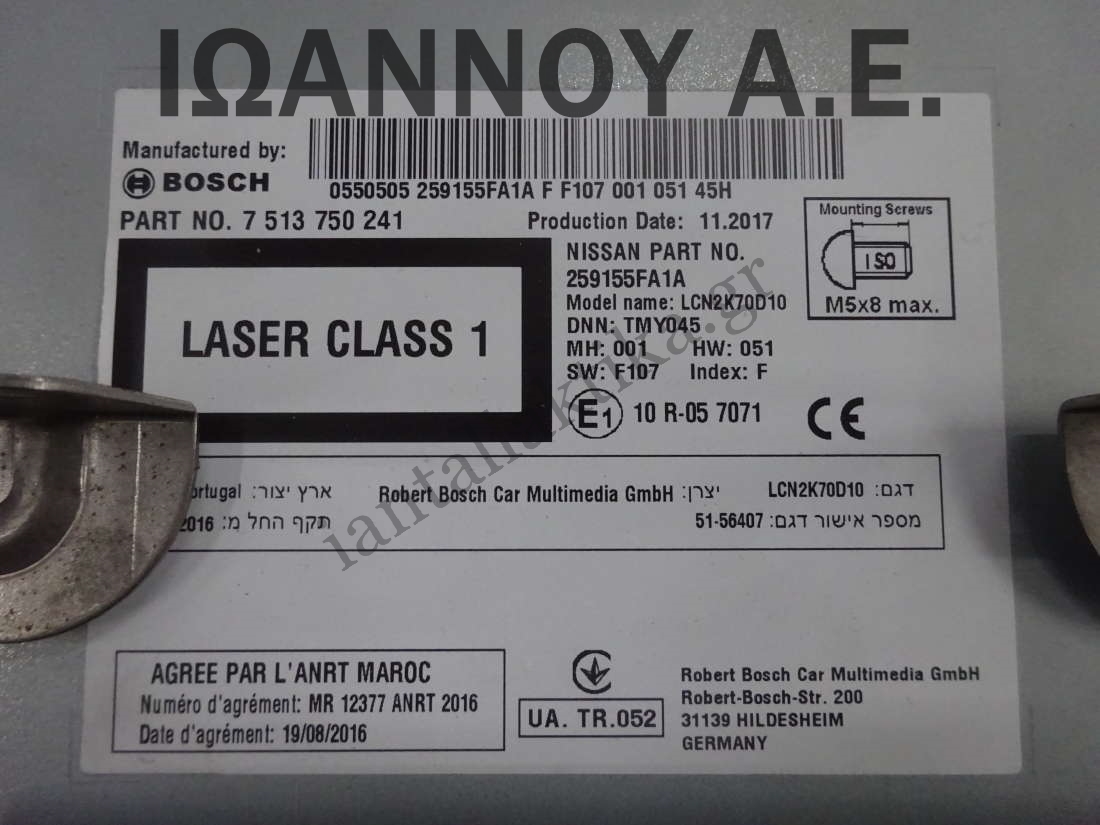 ΙΩΑΝΝΟΥ Α.Ε.
Manufactured by:
BOSCH
0550505 259155FA1A F F107 001 051 45H
PART NO. 7 513 750 241
Production Date: 11.2017
Mounting Screws
ISO
M5x8 max.
LASER CLASS 1
NISSAN PART NO.
259155FA1A
Model name: LCN2K70D10
DNN: TMY045
MH: 001 HW: 051
SW: F107 Index: F
E1 10 R-05 7071
CE
דגם: LCN2K70D10 יצרן: Robert Bosch Car Multimedia GmbH ארץ יצור: ortugal
מספר אישור דגם: 51-56407 תקף החל מ: 2016
iantallaktika.gr
AGREE PAR L'ANRT MAROC
Numéro d'agrément: MR 12377 ANRT 2016
Date d'agrément: 19/08/2016
UA. TR.052
Robert Bosch Car Multimedia GmbH
Robert-Bosch-Str. 200
31139 HILDESHEIM
GERMANY